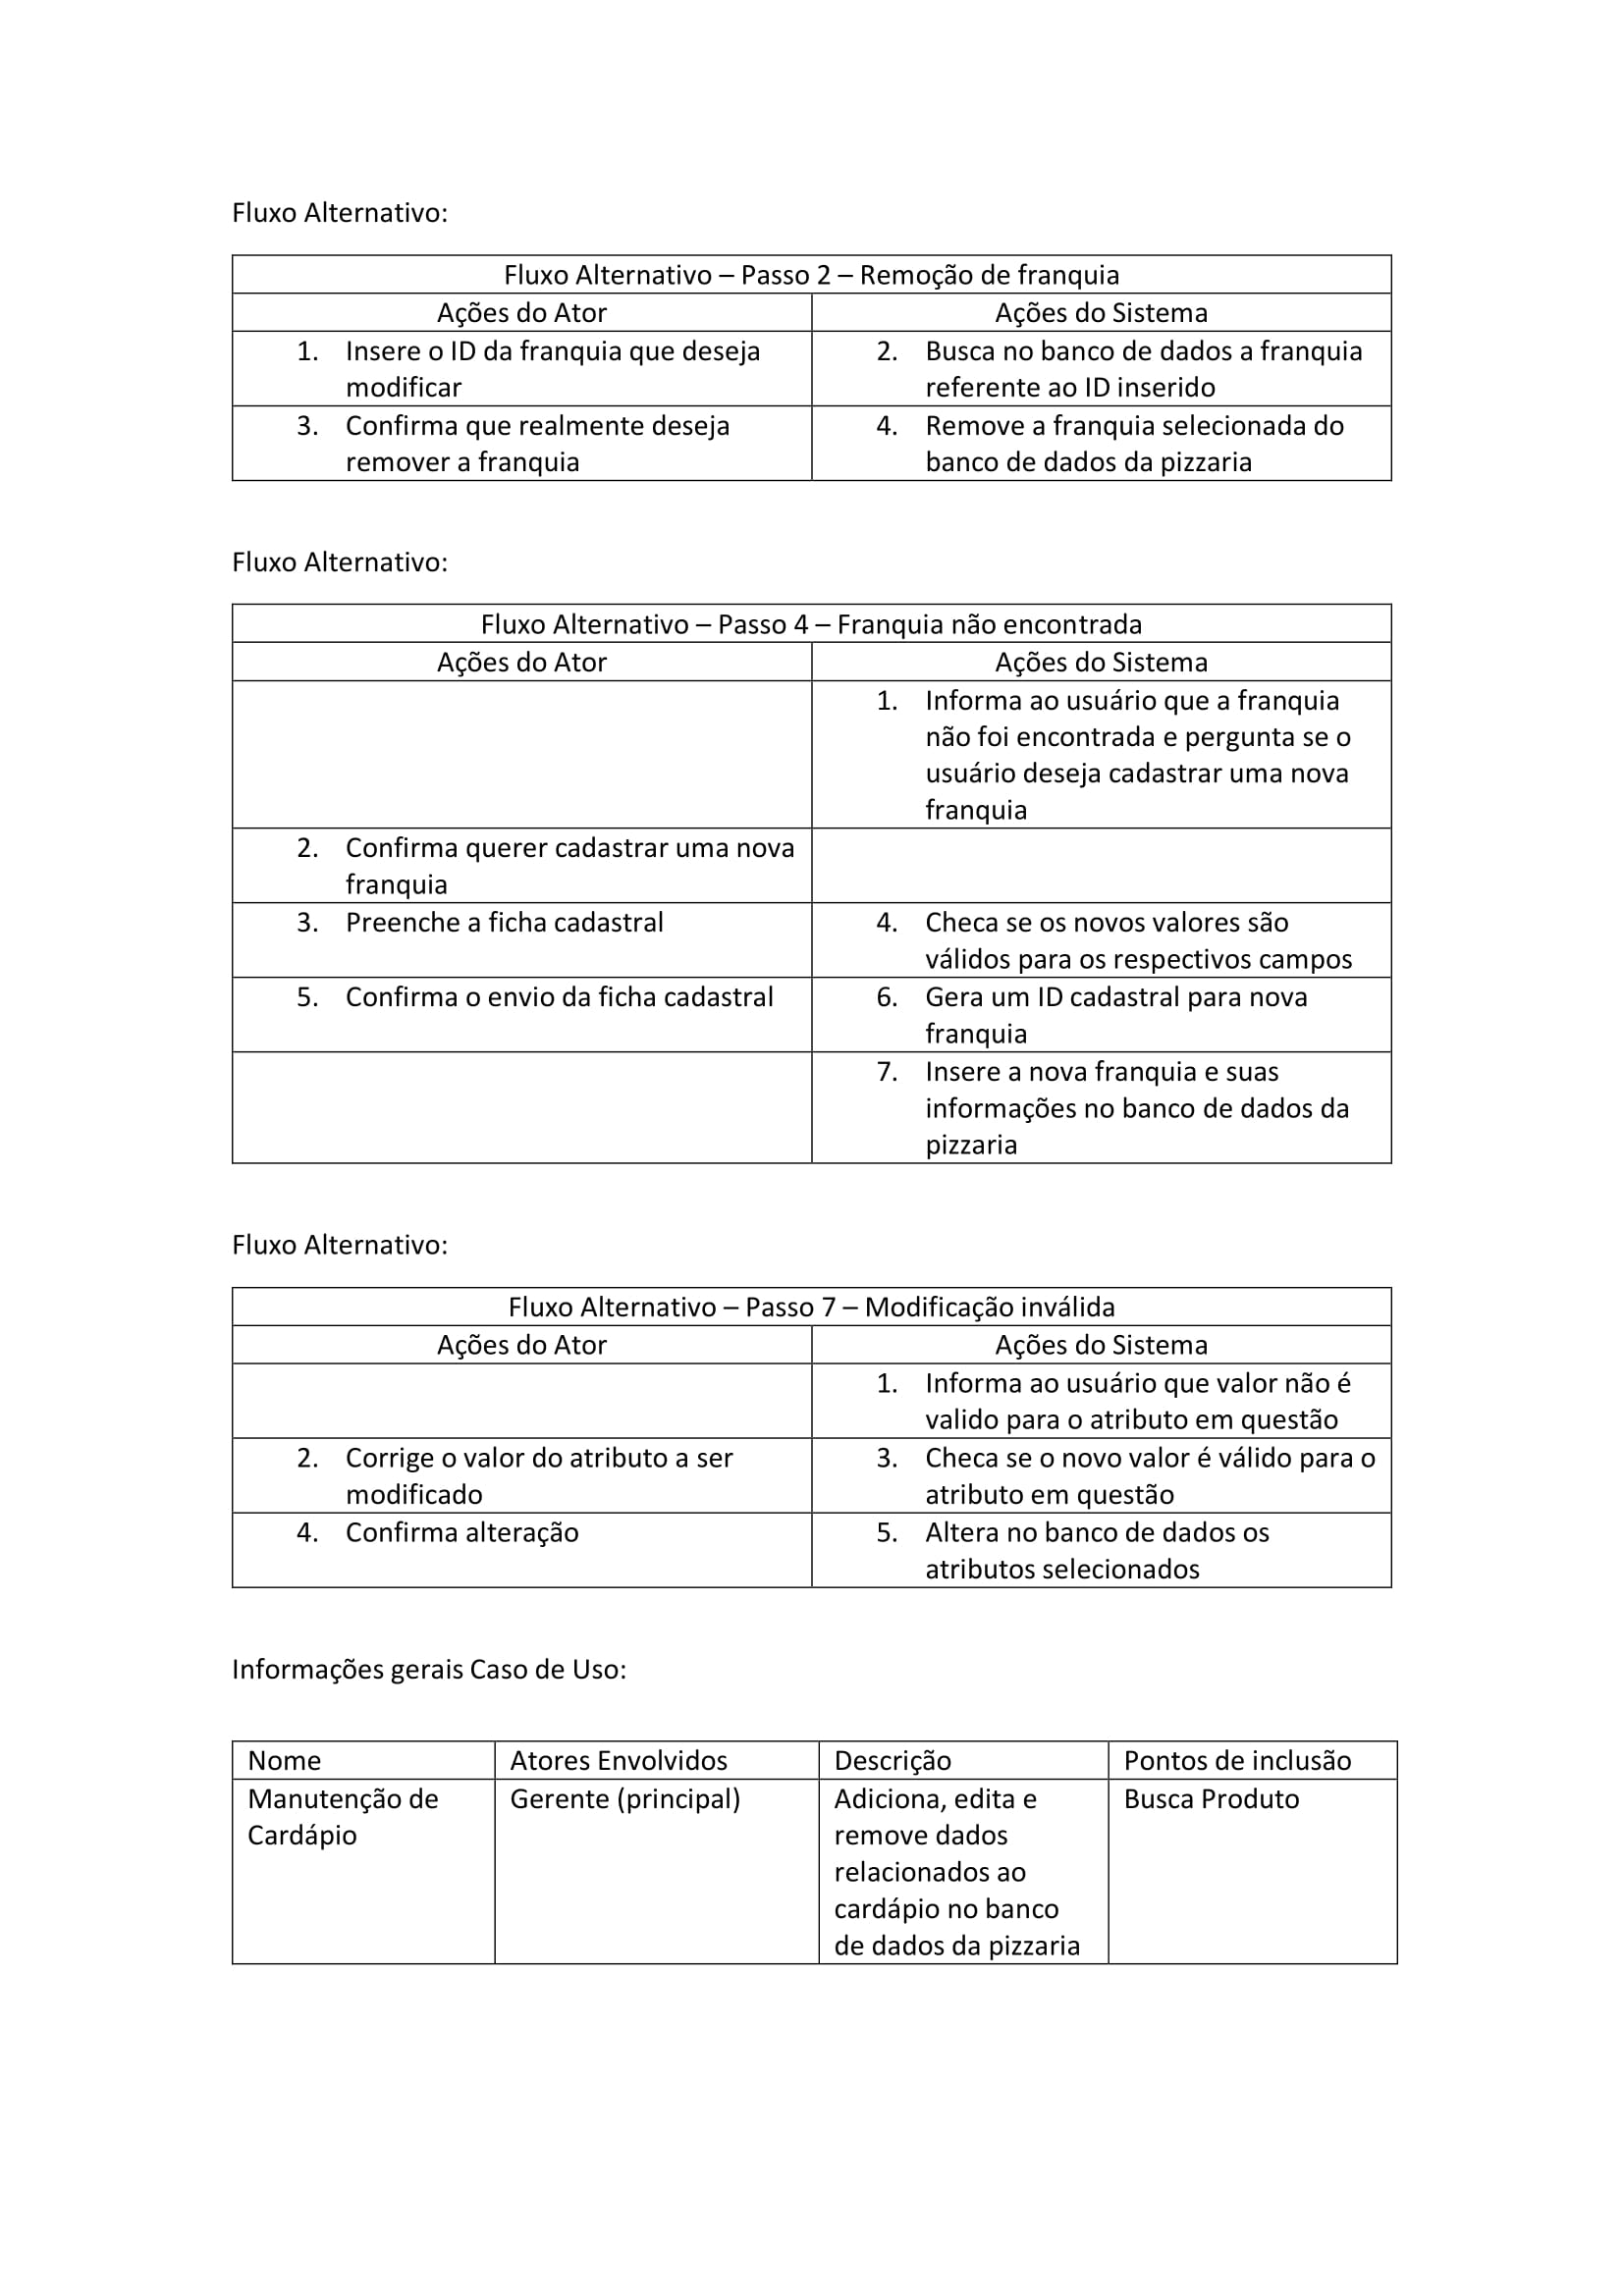 Fluxo Alternativo:
Fluxo Alternativo – Passo 2 – Remoção de franquia
Ações do Ator
Ações do Sistema
1. Insere o ID da franquia que deseja
modificar
2. Busca no banco de dados a franquia
referente ao ID inserido
3. Confirma que realmente deseja
remover a franquia
4. Remove a franquia selecionada do
banco de dados da pizzaria
Fluxo Alternativo:
Fluxo Alternativo – Passo 4 – Franquia não encontrada
Ações do Ator
Ações do Sistema
1. Informa ao usuário que a franquia
não foi encontrada e pergunta se o
usuário deseja cadastrar uma nova
franquia
2. Confirma querer cadastrar uma nova
franquia
3. Preenche a ficha cadastral
4. Checa se os novos valores são
válidos para os respectivos campos
5. Confirma o envio da ficha cadastral
6. Gera um ID cadastral para nova
franquia
7. Insere a nova franquia e suas
informações no banco de dados da
pizzaria
Fluxo Alternativo:
Fluxo Alternativo – Passo 7 – Modificação inválida
Ações do Ator
Ações do Sistema
1. Informa ao usuário que valor não é
valido para o atributo em questão
2. Corrige o valor do atributo a ser
modificado
3. Checa se o novo valor é válido para o
atributo em questão
4. Confirma alteração
5. Altera no banco de dados os
atributos selecionados
Informações gerais Caso de Uso:
Nome
Atores Envolvidos
Descrição
Pontos de inclusão
Manutenção de
Cardápio
Gerente (principal)
Adiciona, edita e
remove dados
relacionados ao
cardápio no banco
de dados da pizzaria
Busca Produto